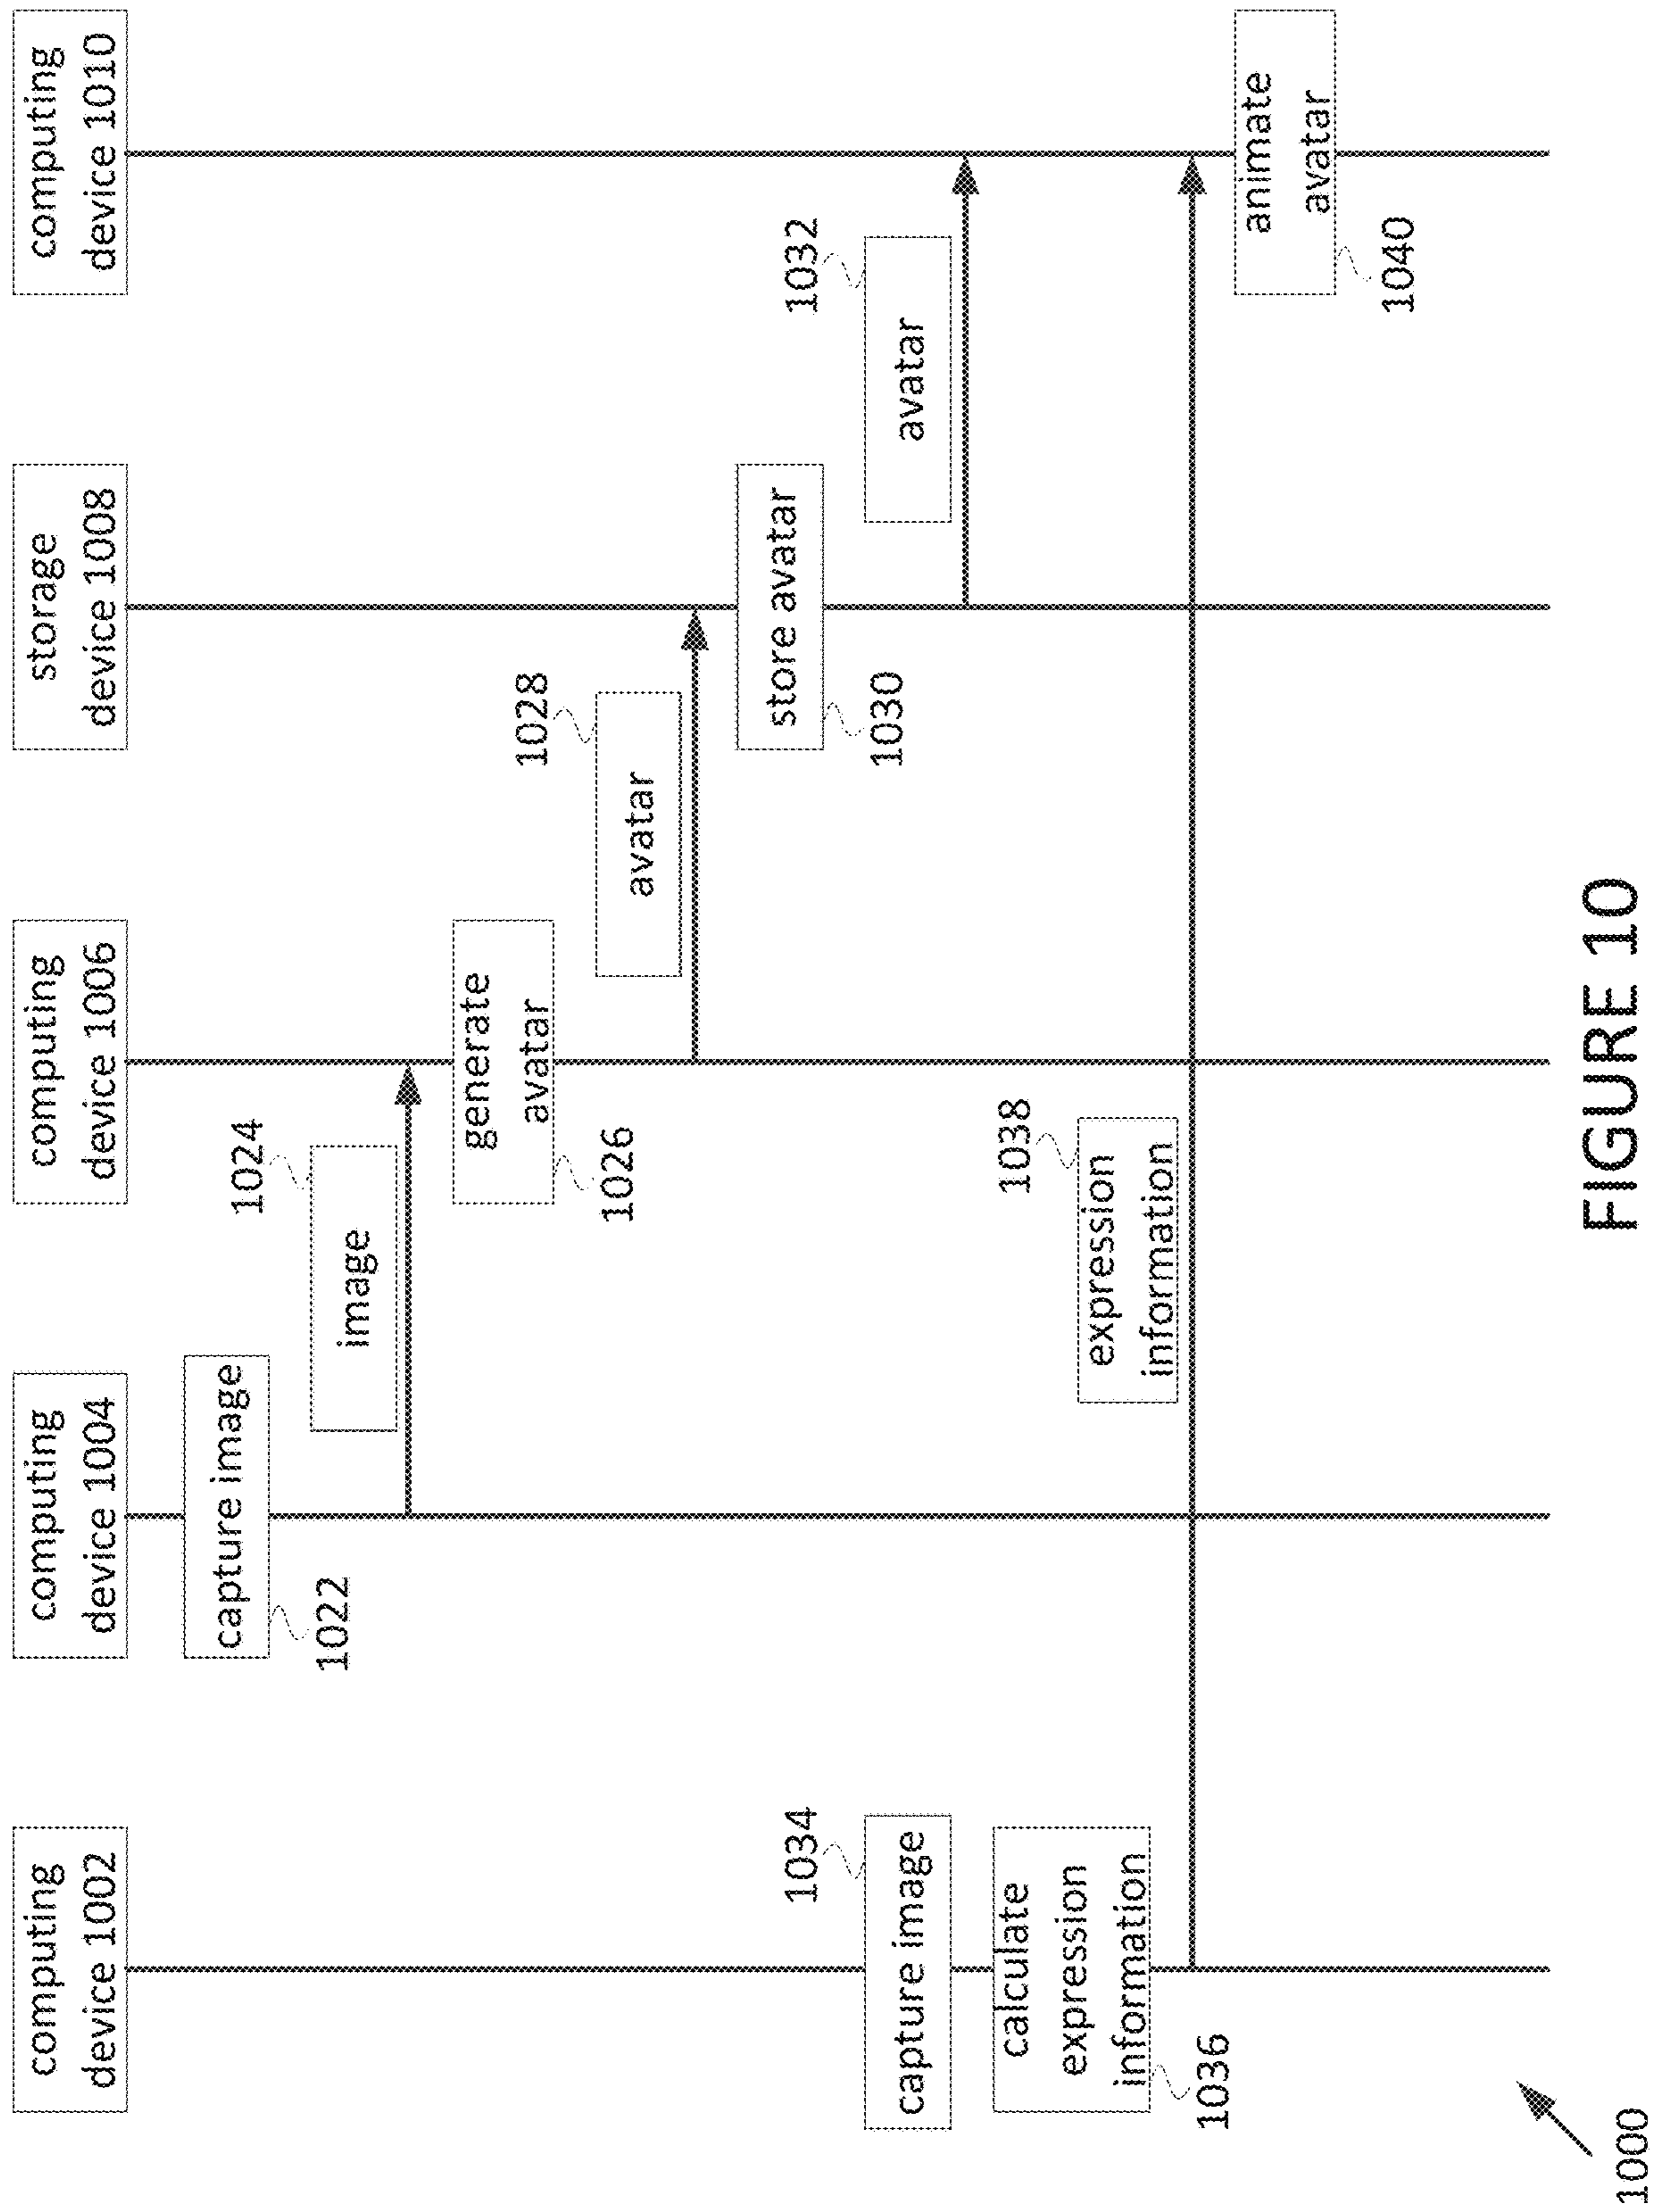 computing
device 1002
computing
device 1004
computing
device 1006
storage
device 1008
computing
device 1010
capture image
1022
1024
image
generate
avatar
1026
1028
avatar
store avatar
1030
1032
avatar
1034
capture image
calculate
expression
information
1036
1038
expression
information
animate
avatar
1040
1000
FIGURE 10